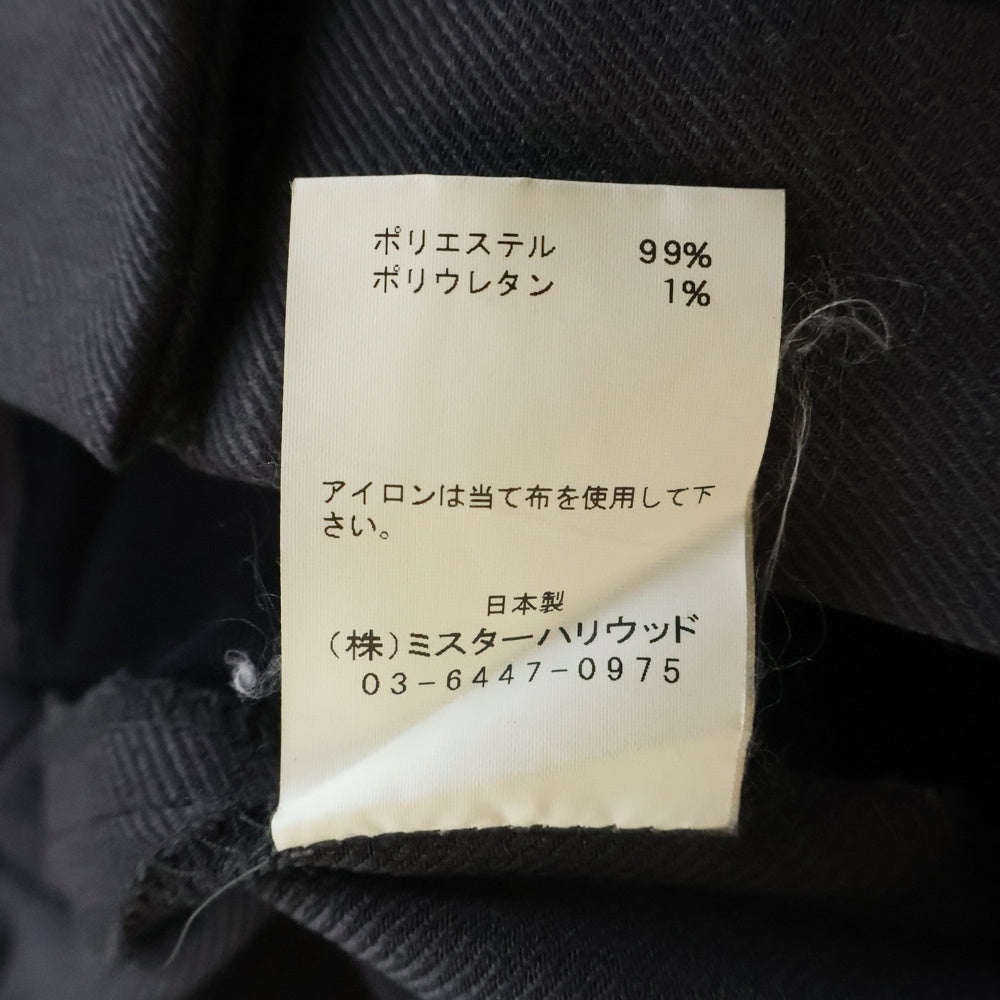 ポリエステル 99%
ポリウレタン 1%
アイロンは当て布を使用して下
さい。
日本製
(株)ミスターハリウッド
03-6447-0975